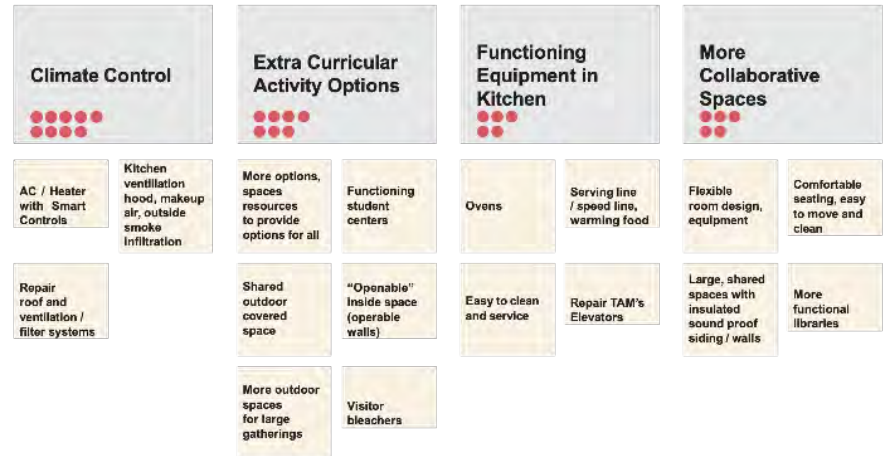 Climate Control
Extra Curricular
Activity Options
Functioning
Equipment in
Kitchen
More
Collaborative
Spaces
AC / Heater
with Smart
Controls
Kitchen
ventilation
hood, makeup
air, outside
smoke
infiltration
More options,
spaces
resources
to provide
options for all
Functioning
student
centers
Ovens
Serving line
/ speed line,
warming food
Flexible
room design,
equipment
Comfortable
seating, easy
to move and
clean
Repair
roof and
ventilation /
filter systems
Shared
outdoor
covered
space
“Openable”
inside space
(operable
walls)
Easy to clean
and service
Repair TAM’s
Elevators
Large, shared
spaces with
insulated
sound proof
siding / walls
More
functional
libraries
More outdoor
spaces
for large
gatherings
Visitor
bleachers